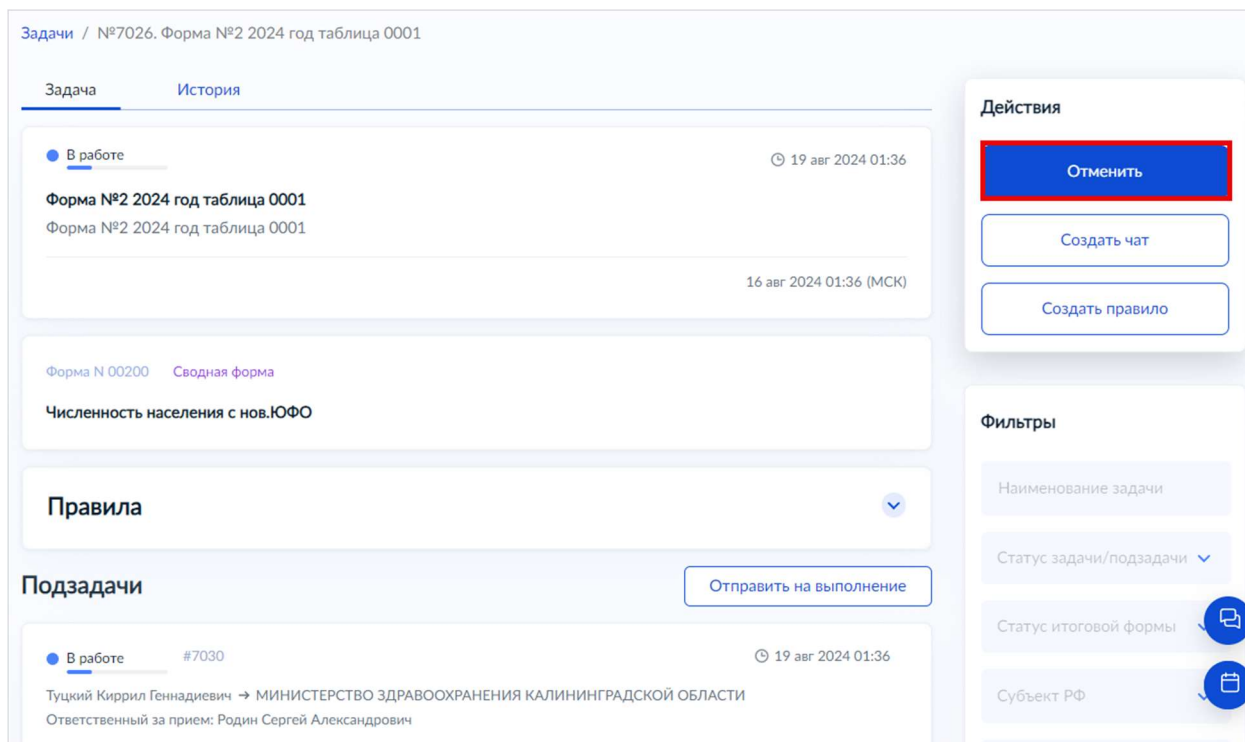 Задачи / №7026. Форма №2 2024 год таблица 0001
Задача История
В работе
19 авг 2024 01:36
Форма №2 2024 год таблица 0001
Форма №2 2024 год таблица 0001
16 авг 2024 01:36 (МСК)
Форма N 00200 Сводная форма
Численность населения с нов.ЮФО
Правила
Подзадачи
Отправить на выполнение
В работе #7030 19 авг 2024 01:36
Туцкий Киррил Геннадиевич → МИНИСТЕРСТВО ЗДРАВООХРАНЕНИЯ КАЛИНИНГРАДСКОЙ ОБЛАСТИ
Ответственный за прием: Родин Сергей Александрович
Действия
Отменить
Создать чат
Создать правило
Фильтры
Наименование задачи
Статус задачи/подзадачи
Статус итоговой формы
Субъект РФ